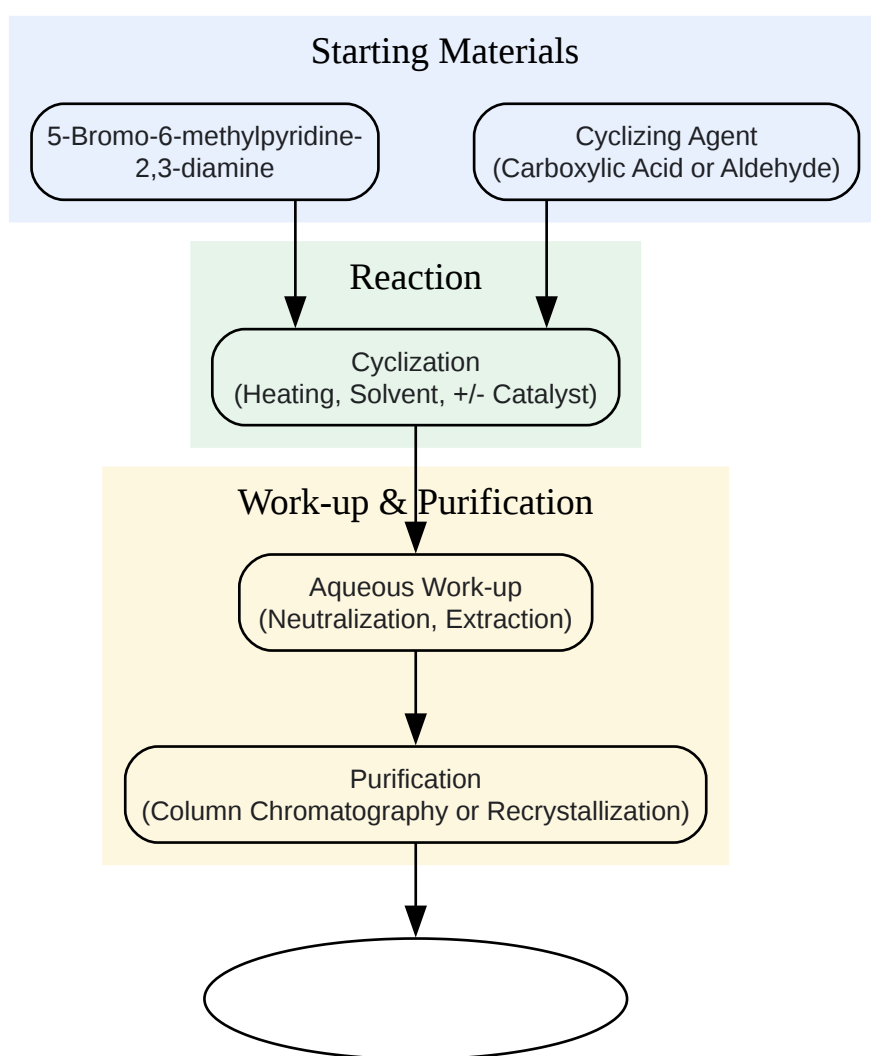 Starting Materials
5-Bromo-6-methylpyridine-
2,3-diamine
Cyclizing Agent
(Carboxylic Acid or Aldehyde)
Reaction
Cyclization
(Heating, Solvent, +/- Catalyst)
Work-up & Purification
Aqueous Work-up
(Neutralization, Extraction)
Purification
(Column Chromatography or Recrystallization)